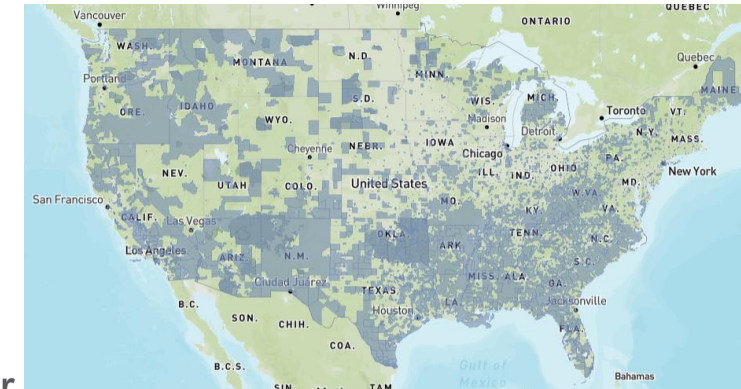 Vancouver
Winnipeg
ONTARIO
QUEBEC
WASH.
MONTANA
N.D.
MINN.
Quebec
Portland
ORE.
IDAHO
S.D.
WIS.
MICH.
MAINE
WYO.
Madison
Toronto
VT.
Cheyenne
NEBR.
IOWA
Detroit
N.Y.
MASS.
Chicago
PA.
NEV.
UTAH
COLO.
United States
ILL.
IND.
OHIO
MD.
New York
San Francisco
MO.
W.VA.
CALIF.
Las Vegas
KY.
VA.
Los Angeles
ARIZ.
N.M.
OKLA.
ARK.
TENN.
N.C.
S.C.
Ciudad Juárez
TEXAS
MISS.
ALA.
GA.
B.C.
Houston
LA.
Jacksonville
SON.
CHIH.
FLA.
COA.
B.C.S.
Gulf of
Mexico
Bahamas
SIN.
TAM.
r